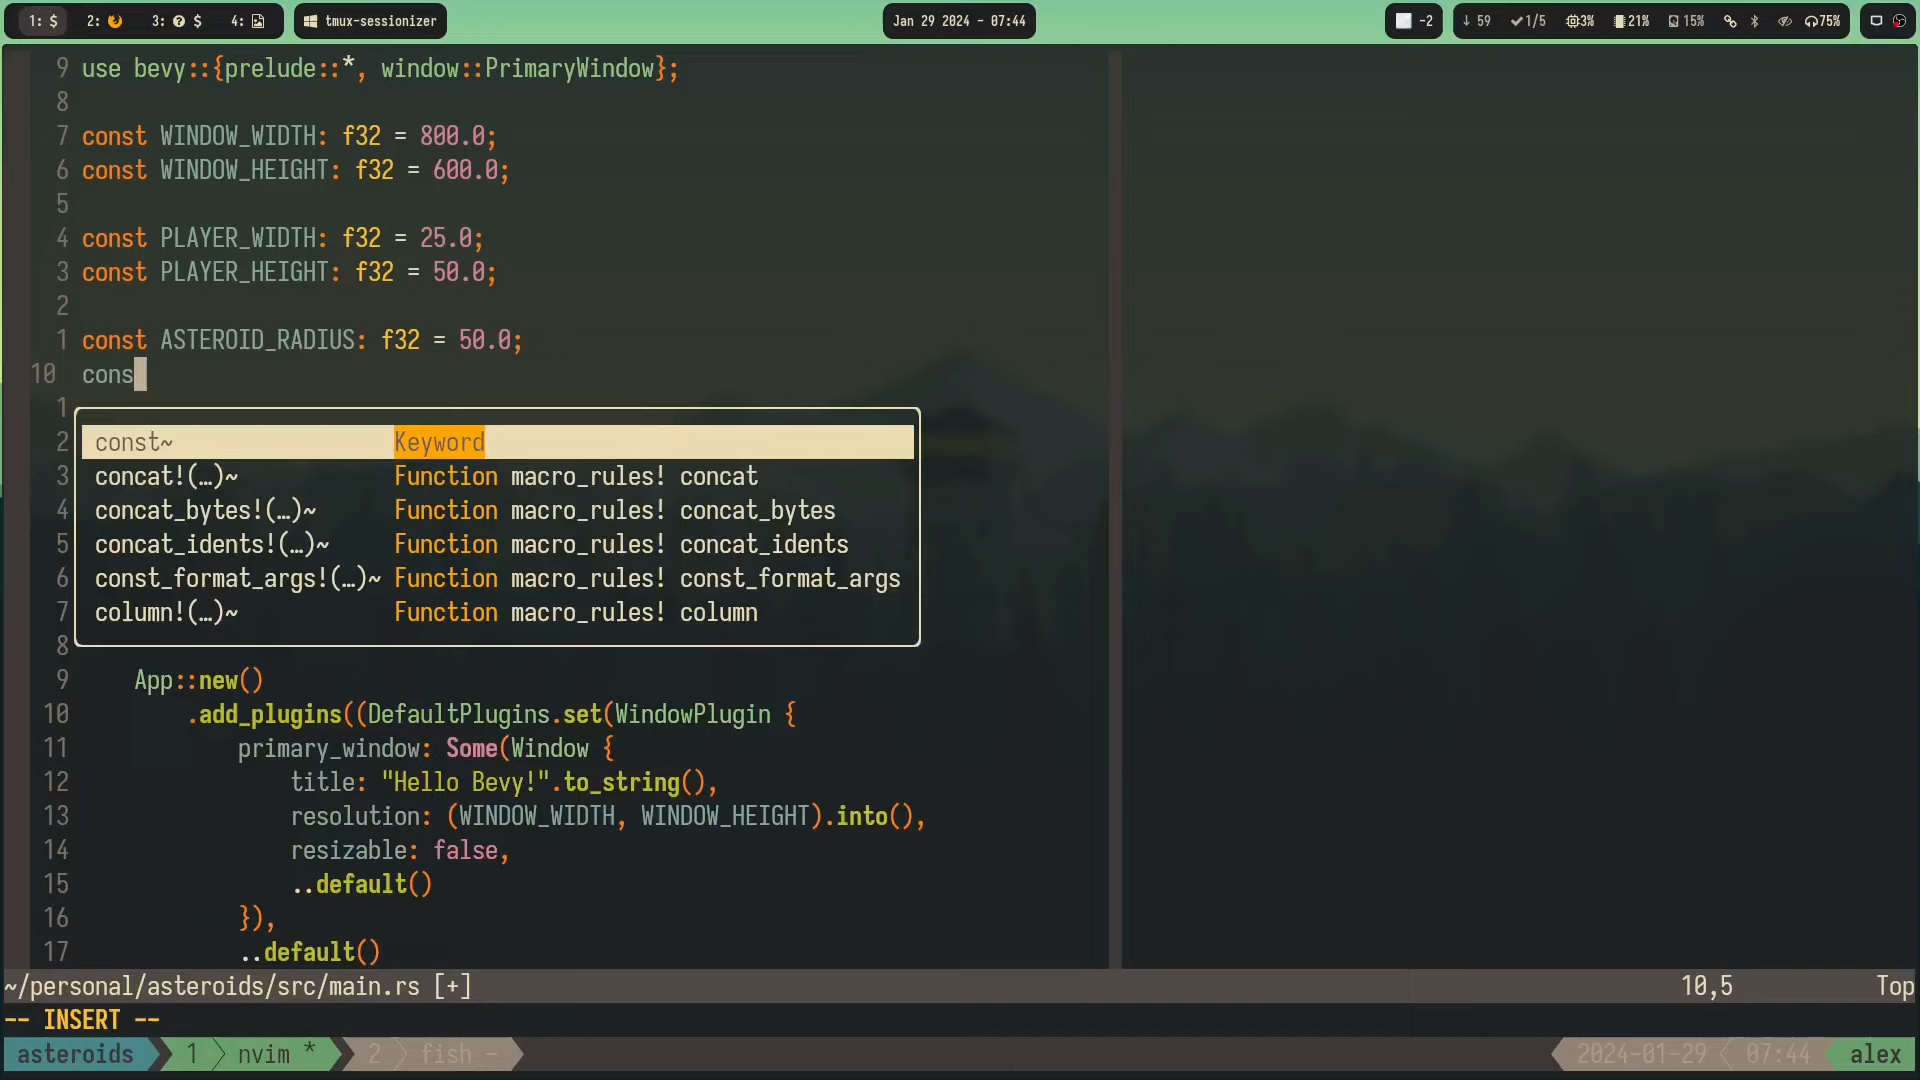 1: $ 2: 3: $ 4: tmux-sessionizer Jan 29 2024 - 07:44 -2 ↓ 59 ✓1/5 3% 21% 15% 75%
9 use bevy::{prelude::*, window::PrimaryWindow};
8
7 const WINDOW_WIDTH: f32 = 800.0;
6 const WINDOW_HEIGHT: f32 = 600.0;
5
4 const PLAYER_WIDTH: f32 = 25.0;
3 const PLAYER_HEIGHT: f32 = 50.0;
2
1 const ASTEROID_RADIUS: f32 = 50.0;
10 cons
1
2 const~ Keyword
3 concat!(…)~ Function macro_rules! concat
4 concat_bytes!(…)~ Function macro_rules! concat_bytes
5 concat_idents!(…)~ Function macro_rules! concat_idents
6 const_format_args!(…)~ Function macro_rules! const_format_args
7 column!(…)~ Function macro_rules! column
8
9 App::new()
10 .add_plugins((DefaultPlugins.set(WindowPlugin {
11 primary_window: Some(Window {
12 title: "Hello Bevy!".to_string(),
13 resolution: (WINDOW_WIDTH, WINDOW_HEIGHT).into(),
14 resizable: false,
15 ..default()
16 }),
17 ..default()
~/personal/asteroids/src/main.rs [+] 10,5 Top
-- INSERT --
asteroids 1 nvim * 2 fish - 2024-01-29 07:44 alex